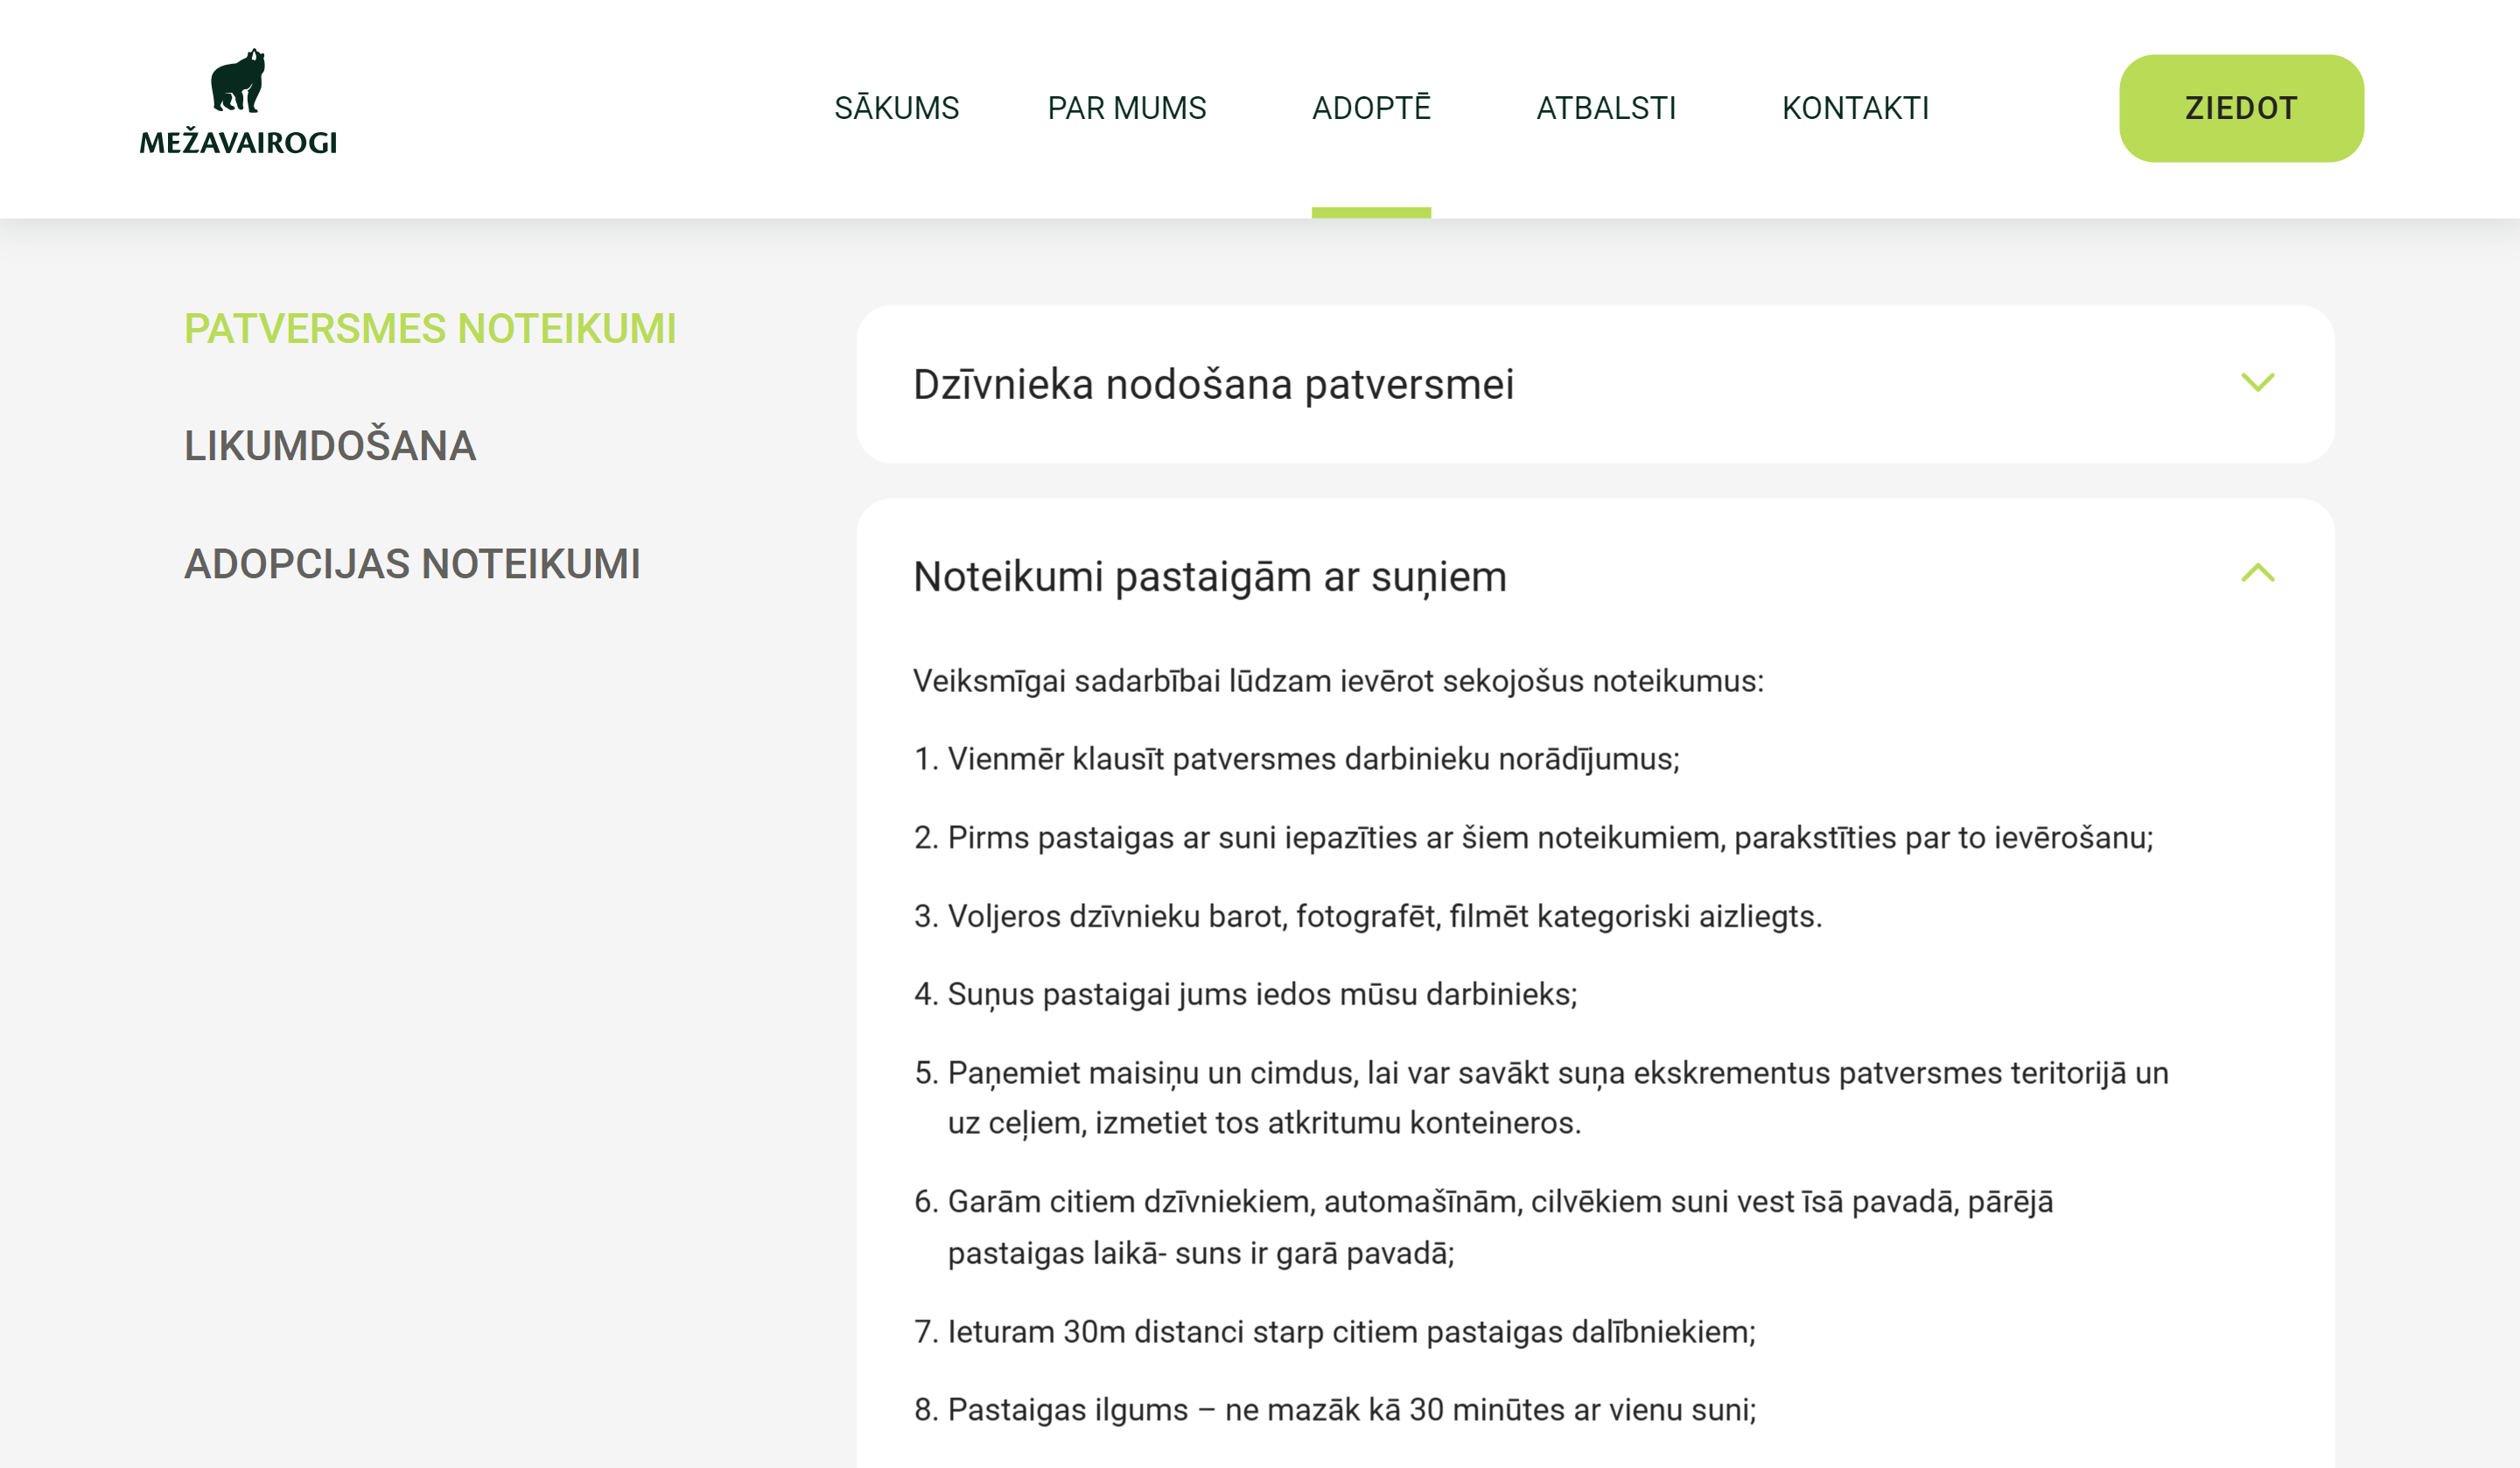 MEŽAVAIROGI
SĀKUMS
PAR MUMS
ADOPTĒ
ATBALSTI
KONTAKTI
ZIEDOT
PATVERSMES NOTEIKUMI
LIKUMDOŠANA
ADOPCIJAS NOTEIKUMI
Dzīvnieka nodošana patversmei
Noteikumi pastaigām ar suņiem
Veiksmīgai sadarbībai lūdzam ievērot sekojošus noteikumus:
1. Vienmēr klausīt patversmes darbinieku norādījumus;
2. Pirms pastaigas ar suni iepazīties ar šiem noteikumiem, parakstīties par to ievērošanu;
3. Voljeros dzīvnieku barot, fotografēt, filmēt kategoriski aizliegts.
4. Suņus pastaigai jums iedos mūsu darbinieks;
5. Paņemiet maisiņu un cimdus, lai var savākt suņa ekskrementus patversmes teritorijā un
uz ceļiem, izmetiet tos atkritumu konteineros.
6. Garām citiem dzīvniekiem, automašīnām, cilvēkiem suni vest īsā pavadā, pārējā
pastaigas laikā- suns ir garā pavadā;
7. Ieturam 30m distanci starp citiem pastaigas dalībniekiem;
8. Pastaigas ilgums – ne mazāk kā 30 minūtes ar vienu suni;